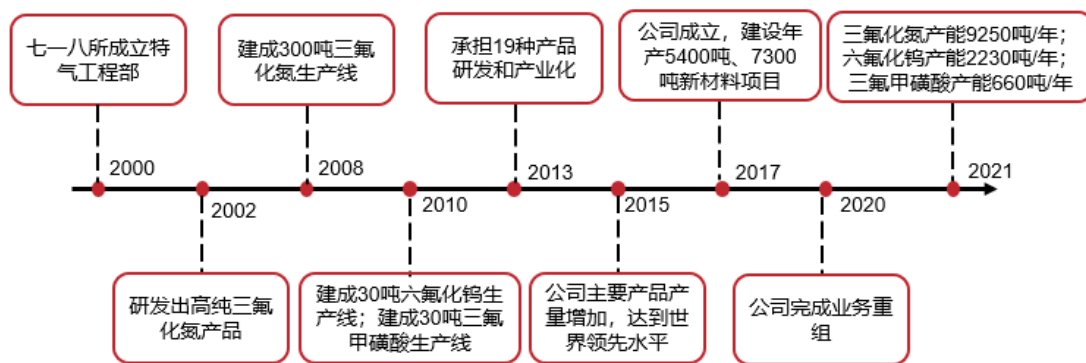 七一八所成立特
气工程部
建成300吨三氟
化氮生产线
承担19种产品
研发和产业化
公司成立，建设年
产5400吨、7300
吨新材料项目
三氟化氮产能9250吨/年；
六氟化钨产能2230吨/年；
三氟甲磺酸产能660吨/年
2000
2008
2013
2017
2021
2002
2010
2015
2020
研发出高纯三氟
化氮产品
建成30吨六氟化钨生
产线；建成30吨三氟
甲磺酸生产线
公司主要产品产
量增加，达到世
界领先水平
公司完成业务重
组